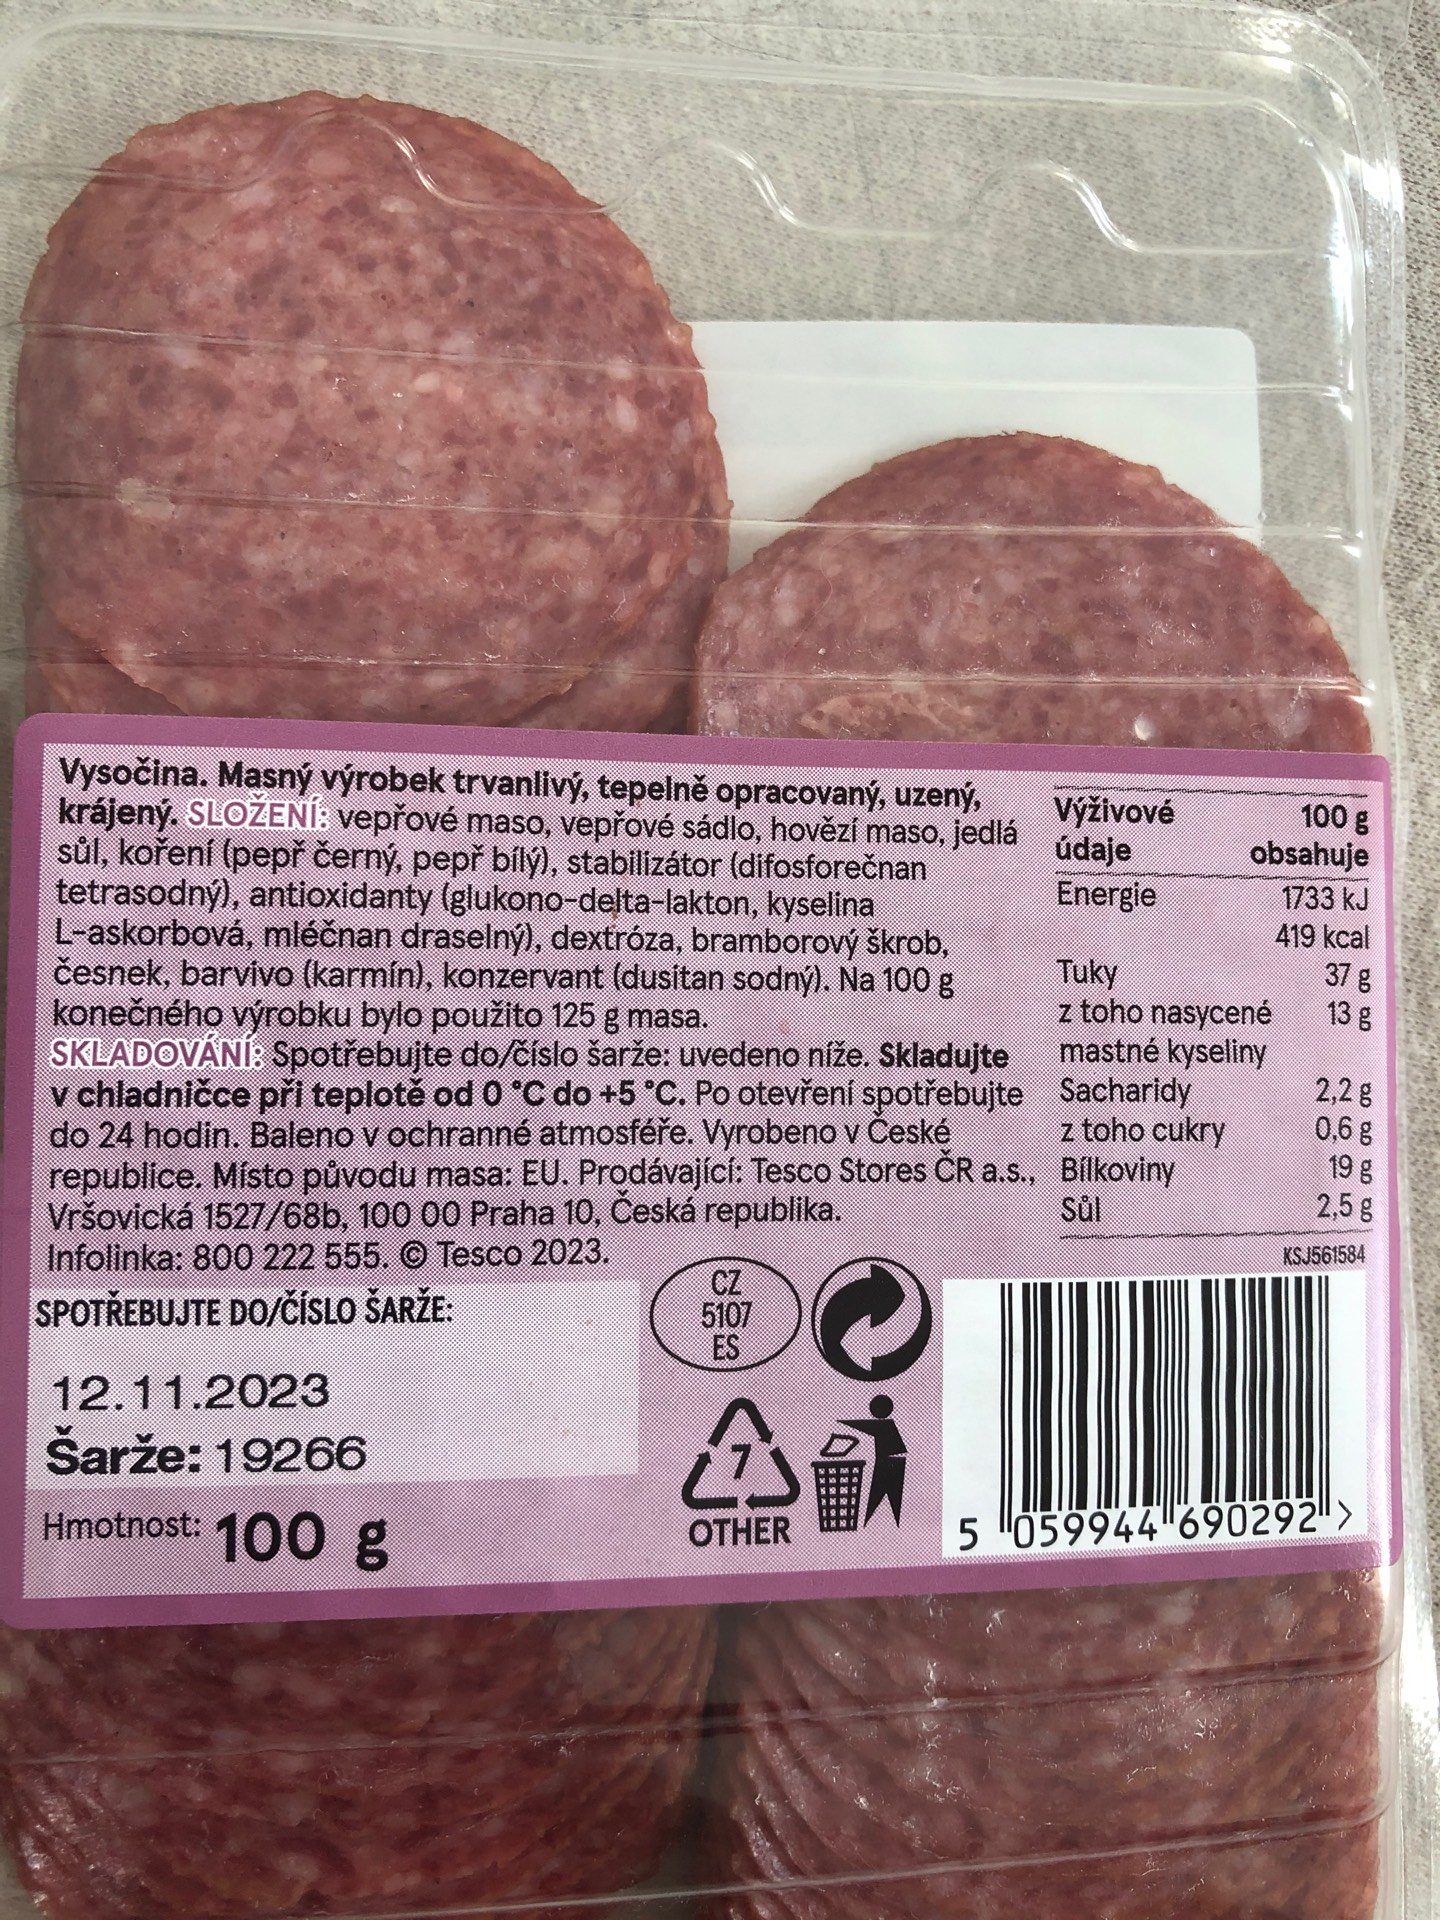 Vysočina. Masný výrobek trvanlivý, tepelně opracovaný, uzený,
krájený. SLOŽENÍ: vepřové maso, vepřové sádlo, hovězí maso, jedlá
sůl, koření (pepř černý, pepř bílý), stabilizátor (difosforečnan
tetrasodný), antioxidanty (glukono-delta-lakton, kyselina
L-askorbová, mléčnan draselný), dextróza, bramborový škrob,
česnek, barvivo (karmín), konzervant (dusitan sodný). Na 100 g
konečného výrobku bylo použito 125 g masa.
SKLADOVÁNÍ: Spotřebujte do/číslo šarže: uvedeno níže. Skladujte
v chladničce při teplotě od 0 °C do +5 °C. Po otevření spotřebujte
do 24 hodin. Baleno v ochranné atmosféře. Vyrobeno v České
republice. Místo původu masa: EU. Prodávající: Tesco Stores ČR a.s.,
Vršovická 1527/68b, 100 00 Praha 10, Česká republika.
Infolinka: 800 222 555. © Tesco 2023.
Výživové 100 g
údaje obsahuje
Energie 1733 kJ
419 kcal
Tuky 37 g
z toho nasycené 13 g
mastné kyseliny
Sacharidy 2,2 g
z toho cukry 0,6 g
Bílkoviny 19 g
Sůl 2,5 g
KSJ561584
SPOTŘEBUJTE DO/ČÍSLO ŠARŽE:
12.11.2023
Šarže: 19266
Hmotnost: 100 g
CZ
5107
ES
7
OTHER
5 059944 690292 >